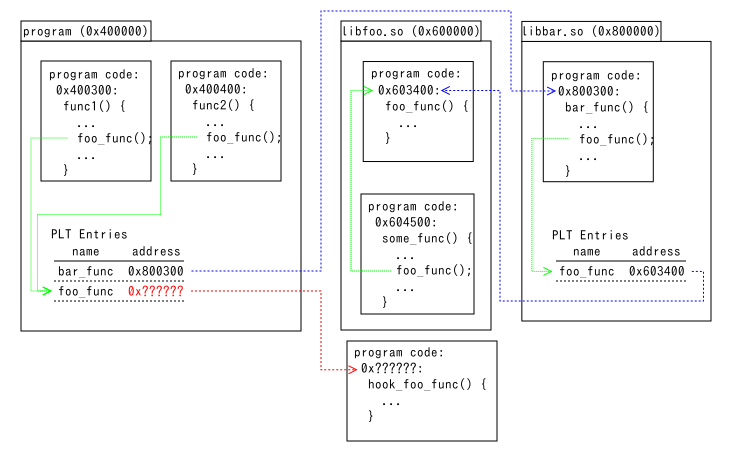 program (0x400000)
program code:
0x400300:
func1() {
...
foo_func();
...
}
program code:
0x400400:
func2() {
...
foo_func();
...
}
PLT Entries
name address
bar_func 0x800300
foo_func 0x??????
libfoo.so (0x600000)
program code:
0x603400:
foo_func() {
...
}
program code:
0x604500:
some_func() {
...
foo_func();
...
}
program code:
0x??????:
hook_foo_func() {
...
}
libbar.so (0x800000)
program code:
0x800300:
bar_func() {
...
foo_func();
...
}
PLT Entries
name address
foo_func 0x603400